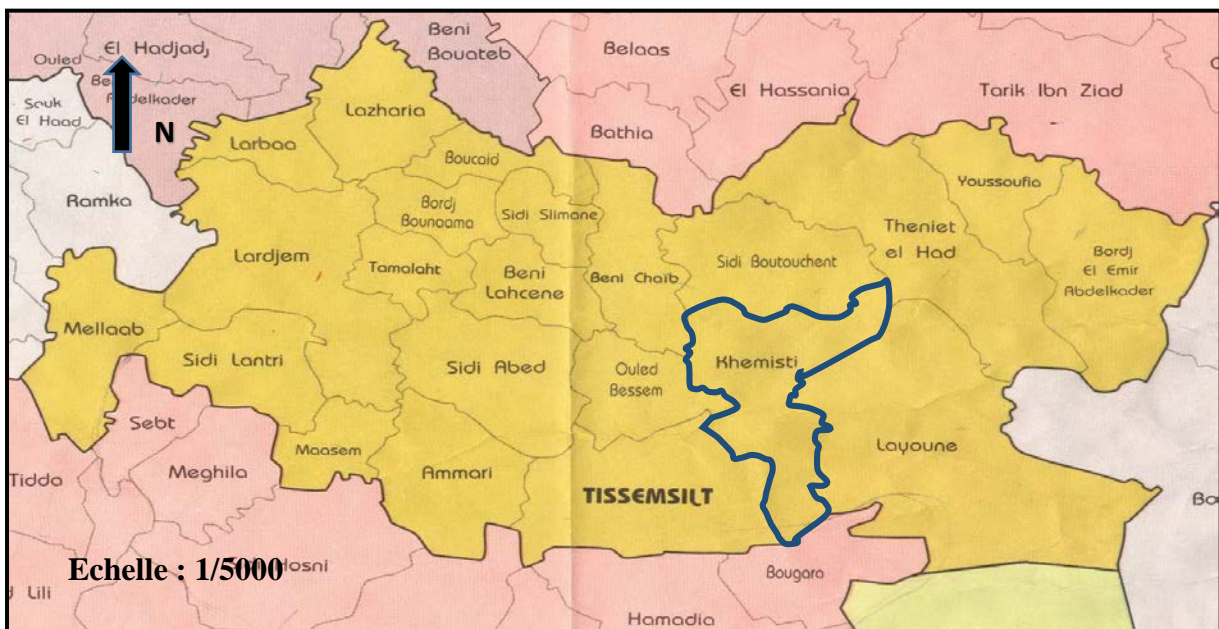 El Hadjadj
Beni
Bouateb
Ouled
Belaas
El Hassania
Tarik Ibn Ziad
Abdelkader
Souk
El Haad
N
Lazharia
Bathia
Larbaa
Boucaid
Youssoufia
Ramka
Bordj
Bounaama
Sidi Slimane
Theniet
el Had
Lardjem
Tamalaht
Beni
Lahcene
Beni Chaïb
Sidi Boutouchent
Bordj
El Emir
Abdelkader
Mellaab
Sidi Lantri
Sidi Abed
Ouled
Bessem
Khemisti
Sebt
Maasem
Ammari
Layoune
Tidda
Meghila
TISSEMSILT
Echelle : 1/5000
Hosni
Lili
Bougara
Hamadia